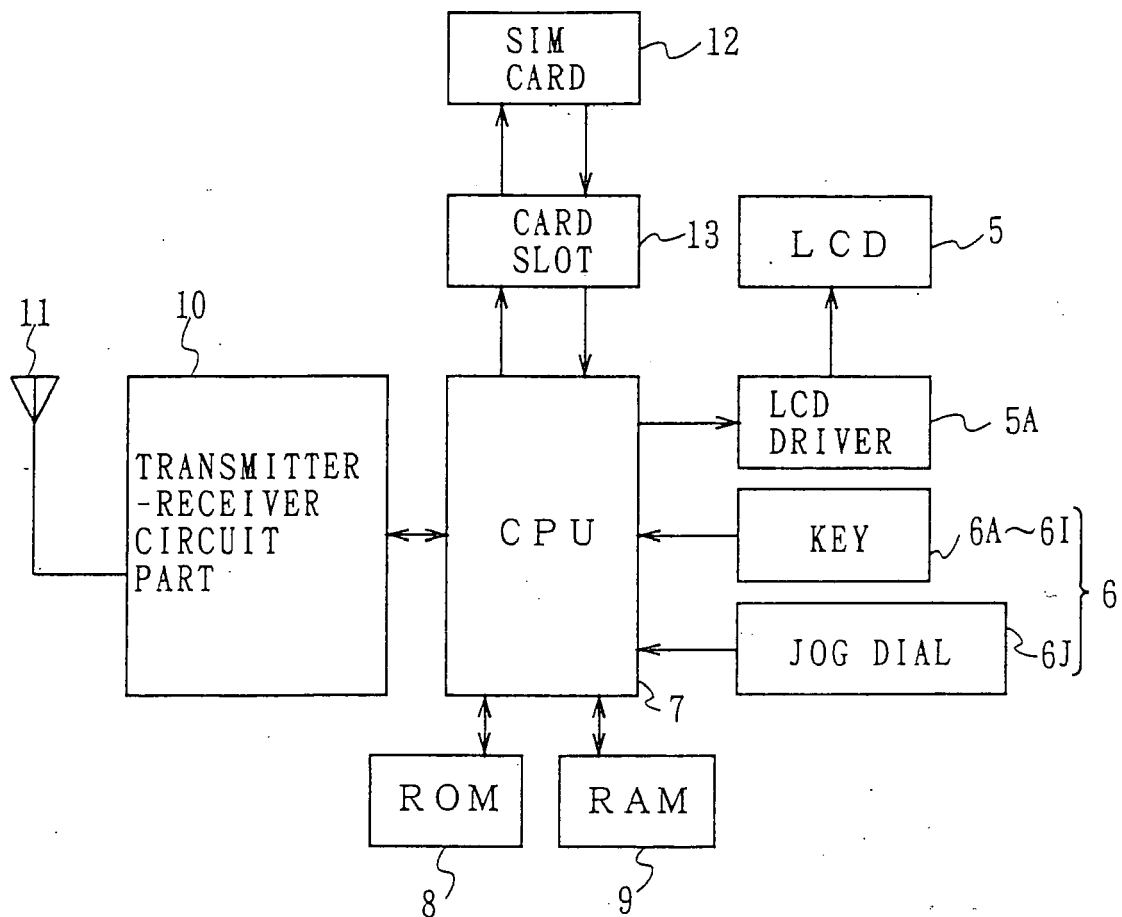 SIM
CARD
12
CARD
SLOT
13
LCD
5
11
10
TRANSMITTER
-RECEIVER
CIRCUIT
PART
CPU
7
LCD
DRIVER
5A
KEY
6A~6I
6
JOG DIAL
6J
ROM
8
RAM
9